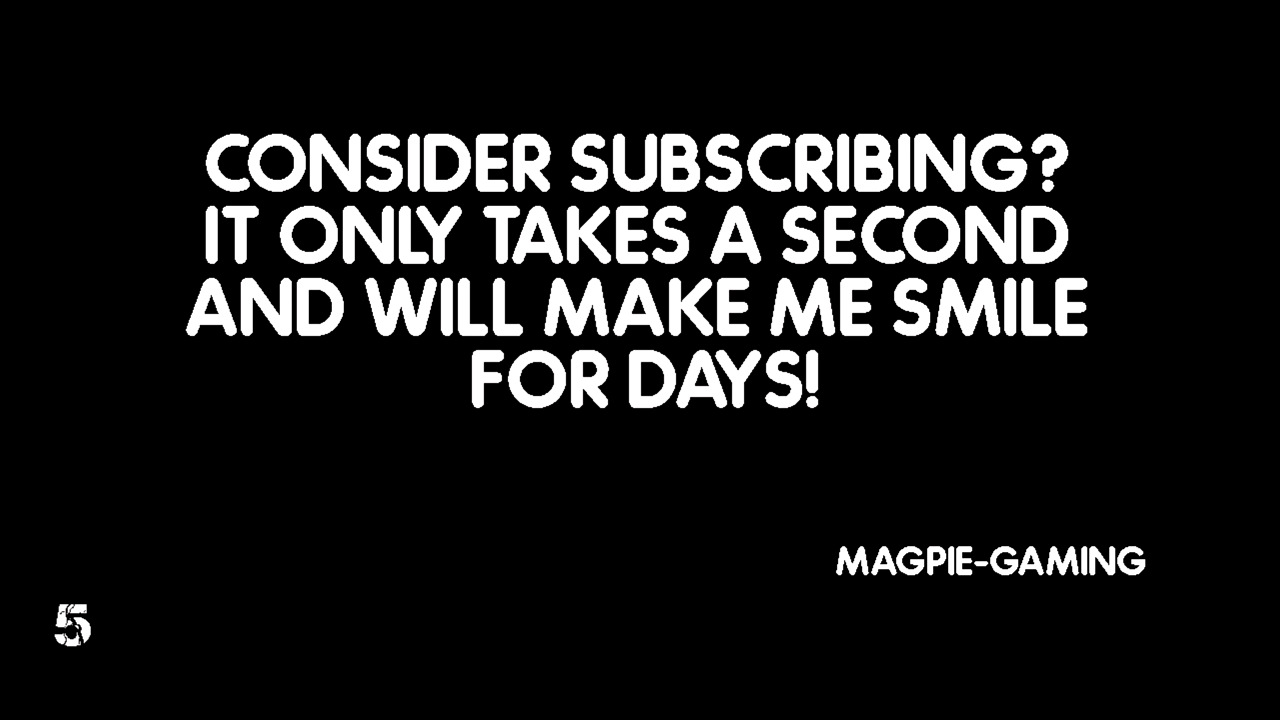 CONSIDER SUBSCRIBING?
IT ONLY TAKES A SECOND
AND WILL MAKE ME SMILE
FOR DAYS!
MAGPIE-GAMING
5